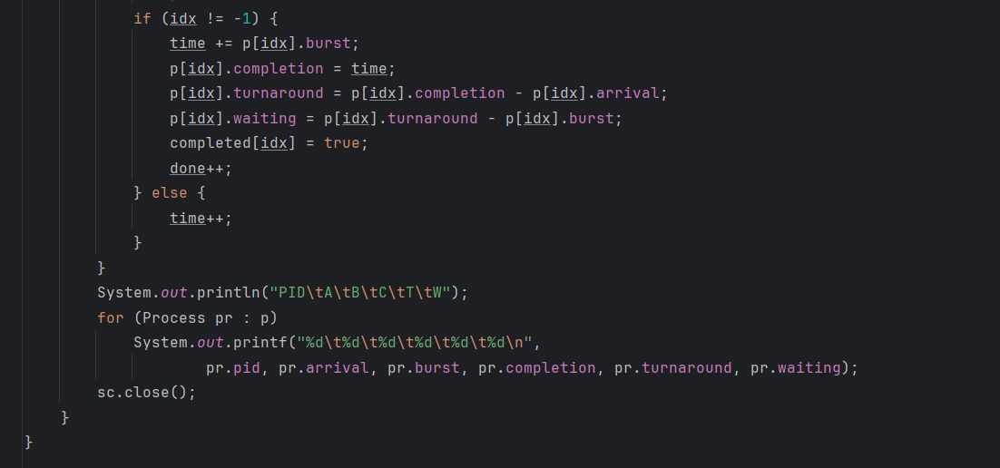 if (idx != -1) {
time += p[idx].burst;
p[idx].completion = time;
p[idx].turnaround = p[idx].completion - p[idx].arrival;
p[idx].waiting = p[idx].turnaround - p[idx].burst;
completed[idx] = true;
done++;
} else {
time++;
}
}
System.out.println("PID\tA\tB\tC\tT\tW");
for (Process pr : p)
System.out.printf("%d\t%d\t%d\t%d\t%d\t%d\n",
pr.pid, pr.arrival, pr.burst, pr.completion, pr.turnaround, pr.waiting);
sc.close();
}
}